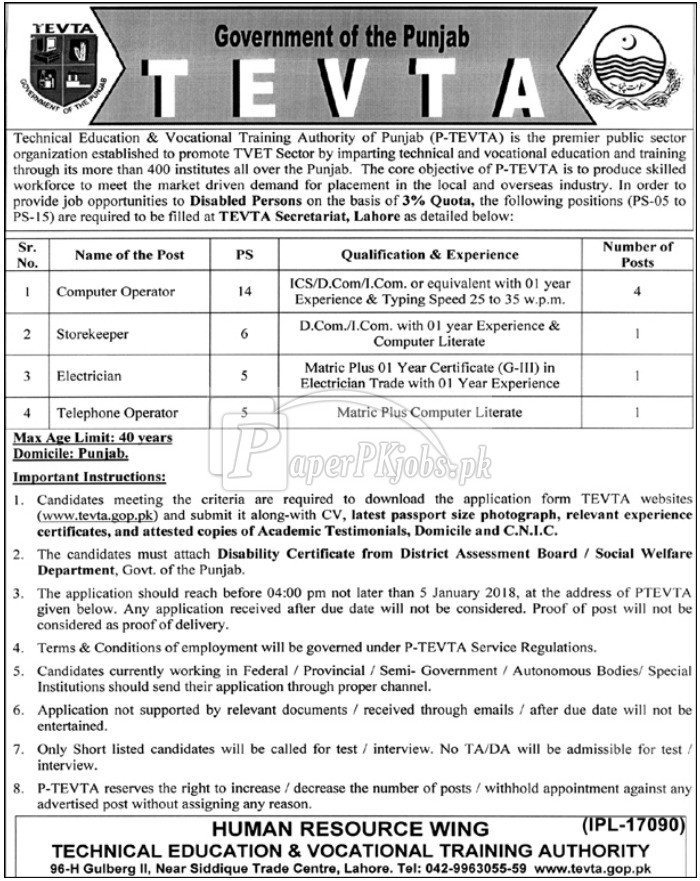 TEVTA
GOVERNMENT OF THE PUNJAB
Government of the Punjab
TEVTA
Technical Education & Vocational Training Authority of Punjab (P-TEVTA) is the premier public sector
organization established to promote TVET Sector by imparting technical and vocational education and training
through its more than 400 institutes all over the Punjab. The core objective of P-TEVTA is to produce skilled
workforce to meet the market driven demand for placement in the local and overseas industry. In order to
provide job opportunities to Disabled Persons on the basis of 3% Quota, the following positions (PS-05 to
PS-15) are required to be filled at TEVTA Secretariat, Lahore as detailed below:
Sr. No. Name of the Post PS Qualification & Experience Number of Posts
1 Computer Operator 14 ICS/D.Com/I.Com. or equivalent with 01 year
Experience & Typing Speed 25 to 35 w.p.m. 4
2 Storekeeper 6 D.Com./I.Com. with 01 year Experience &
Computer Literate 1
3 Electrician 5 Matric Plus 01 Year Certificate (G-III) in
Electrician Trade with 01 Year Experience 1
4 Telephone Operator 5 Matric Plus Computer Literate 1
Max Age Limit: 40 years
Domicile: Punjab.
PaperPKjobs.pk
Important Instructions:
1. Candidates meeting the criteria are required to download the application form TEVTA websites
(www.tevta.gop.pk) and submit it along-with CV, latest passport size photograph, relevant experience
certificates, and attested copies of Academic Testimonials, Domicile and C.N.I.C.
2. The candidates must attach Disability Certificate from District Assessment Board / Social Welfare
Department, Govt. of the Punjab.
3. The application should reach before 04:00 pm not later than 5 January 2018, at the address of PTEVTA
given below. Any application received after due date will not be considered. Proof of post will not be
considered as proof of delivery.
4. Terms & Conditions of employment will be governed under P-TEVTA Service Regulations.
5. Candidates currently working in Federal / Provincial / Semi- Government / Autonomous Bodies/ Special
Institutions should send their application through proper channel.
6. Application not supported by relevant documents / received through emails / after due date will not be
entertained.
7. Only Short listed candidates will be called for test / interview. No TA/DA will be admissible for test /
interview.
8. P-TEVTA reserves the right to increase / decrease the number of posts / withhold appointment against any
advertised post without assigning any reason.
HUMAN RESOURCE WING (IPL-17090)
TECHNICAL EDUCATION & VOCATIONAL TRAINING AUTHORITY
96-H Gulberg II, Near Siddique Trade Centre, Lahore. Tel: 042-9963055-59 www.tevta.gop.pk